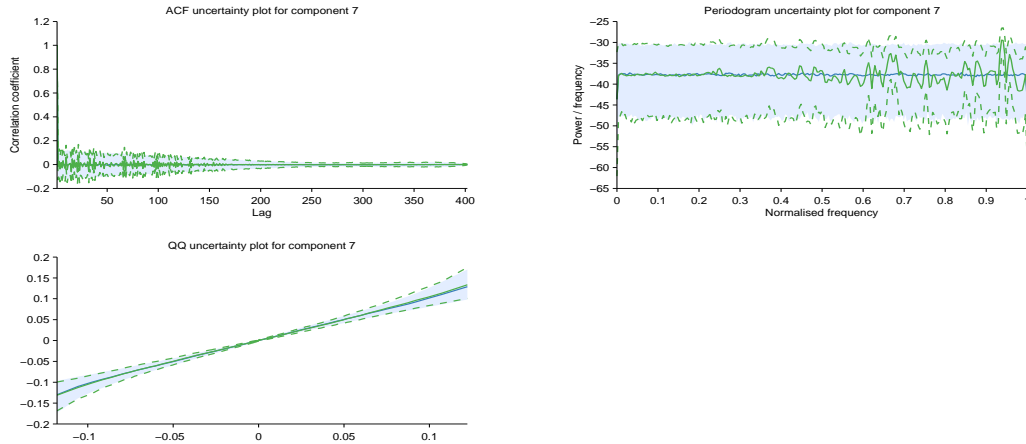 ACF uncertainty plot for component 7
1.2
1
0.8
0.6
0.4
0.2
0
−0.2
Correlation coefficient
50 100 150 200 250 300 350 400
Lag
Periodogram uncertainty plot for component 7
−25
−30
−35
−40
−45
−50
−55
−60
−65
Power / frequency
0 0.1 0.2 0.3 0.4 0.5 0.6 0.7 0.8 0.9
Normalised frequency
QQ uncertainty plot for component 7
0.2
0.15
0.1
0.05
0
−0.05
−0.1
−0.15
−0.2
−0.1 −0.05 0 0.05 0.1